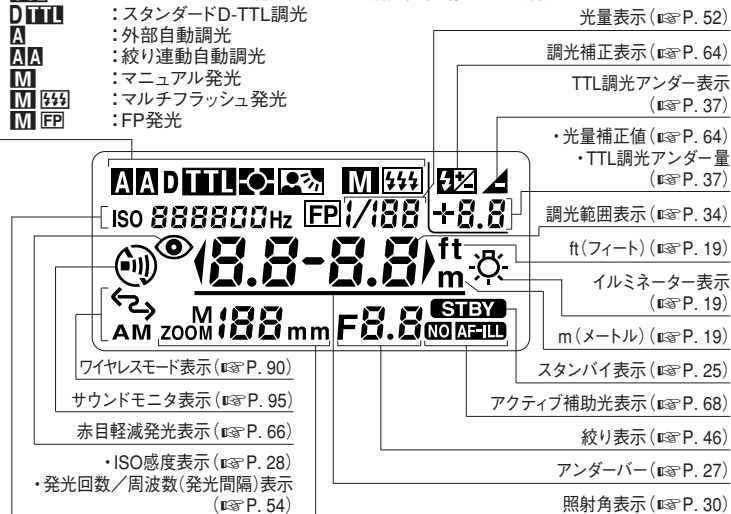 D TTL :スタンダードD-TTL調光
A :外部自動調光
AA :絞り連動自動調光
M :マニュアル発光
M :マルチフラッシュ発光
M FP :FP発光
光量表示(P. 52)
調光補正表示(P. 64)
TTL調光アンダー表示
(P. 37)
・光量補正値(P. 64)
・TTL調光アンダー量
(P. 37)
調光範囲表示(P. 34)
ft(フィート)(P. 19)
イルミネーター表示
(P. 19)
m(メートル)(P. 19)
スタンバイ表示(P. 25)
アクティブ補助光表示(P. 68)
絞り表示(P. 46)
アンダーバー(P. 27)
照射角表示(P. 30)
AA D TTL M
ISO 888800Hz FP 1/188 +8.8
8.8-8.8 ft
m
AM ZOOM M 188 mm F8.8 STBY
NO AF-ILL
ワイヤレスモード表示(P. 90)
サウンドモニタ表示(P. 95)
赤目軽減発光表示(P. 66)
・ISO感度表示(P. 28)
・発光回数/周波数(発光間隔)表示
(P. 54)